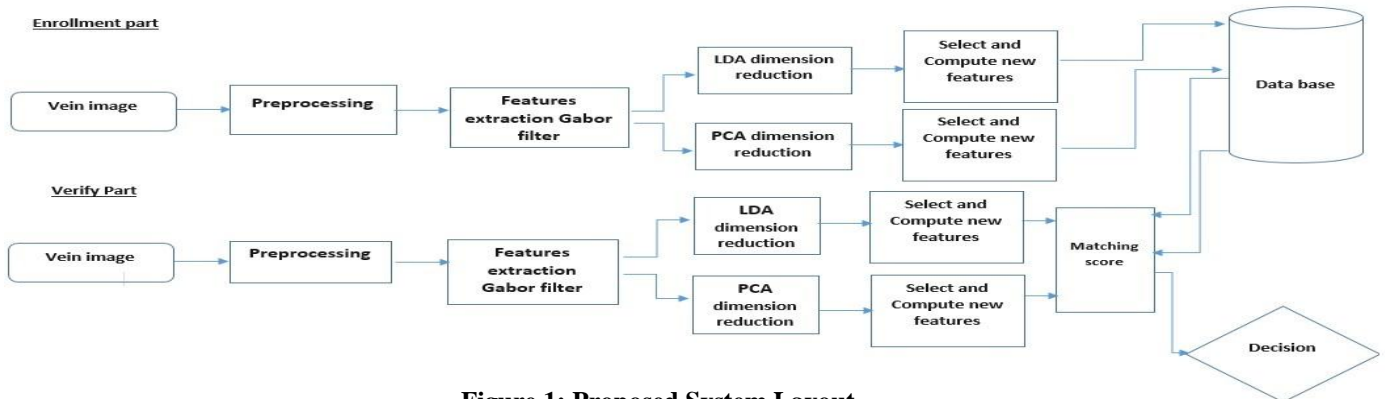 Enrollment part
Vein image
Preprocessing
Features
extraction Gabor
filter
LDA dimension
reduction
Select and
Compute new
features
PCA dimension
reduction
Select and
Compute new
features
Data base
Verify Part
Vein image
Preprocessing
Features
extraction
Gabor filter
LDA
dimension
reduction
Select and
Compute new
features
PCA
dimension
reduction
Select and
Compute new
features
Matching
score
Decision
Figure 1: Proposed System Layout